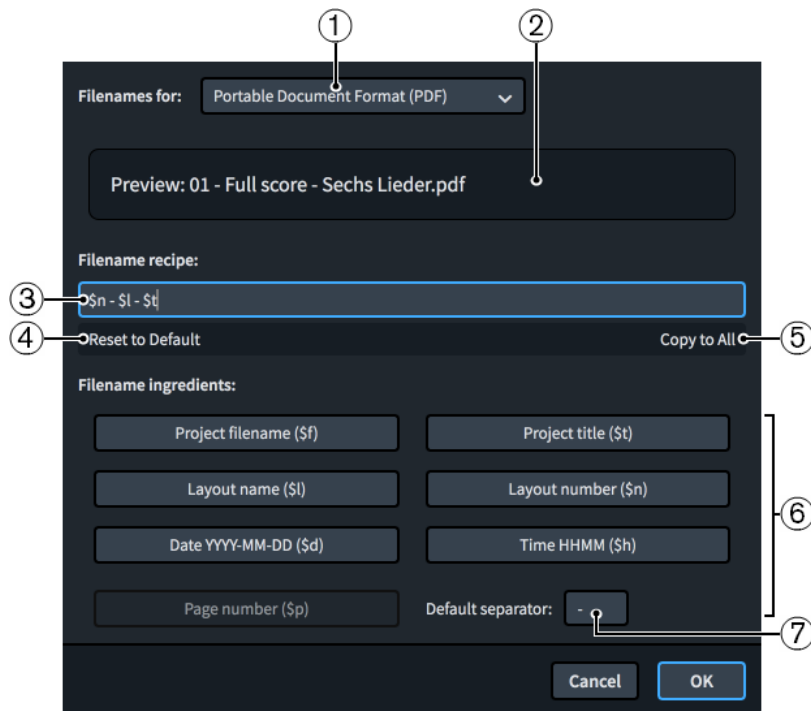 ① ②
Filenames for: Portable Document Format (PDF)
Preview: 01 - Full score - Sechs Lieder.pdf
Filename recipe:
③ $n - $l - $t
④ Reset to Default Copy to All ⑤
Filename ingredients:
Project filename ($f) Project title ($t)
Layout name ($l) Layout number ($n)
⑥
Date YYYY-MM-DD ($d) Time HHMM ($h)
Page number ($p) Default separator: -
⑦
Cancel OK